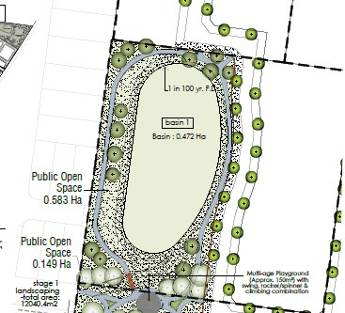 1 in 100 yr. F.
basin 1
Basin : 0.472 Ha
Public Open
Space
0.583 Ha
Public Open
Space
0.149 Ha
stage 1
landscaping
-total area:
12040.4m2
Multi-age Playground
(Approx. 150m²) with
swing, rocker/spinner &
climbing combination